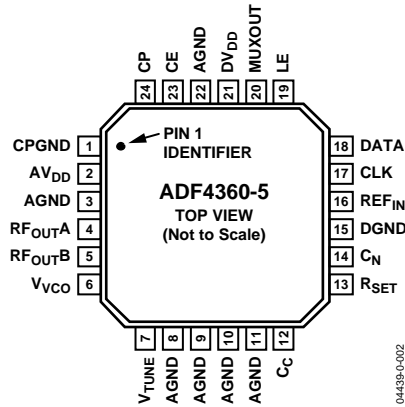 CP
CE
AGND
DVDD
MUXOUT
LE
24
23
22
21
20
19
PIN 1
IDENTIFIER
CPGND 1
AVDD 2
AGND 3
RFOUTA 4
RFOUTB 5
VVCO 6
18 DATA
17 CLK
16 REFIN
15 DGND
14 CN
13 RSET
ADF4360-5
TOP VIEW
(Not to Scale)
7
8
9
10
11
12
VTUNE
AGND
AGND
AGND
AGND
CC
04439-0-002